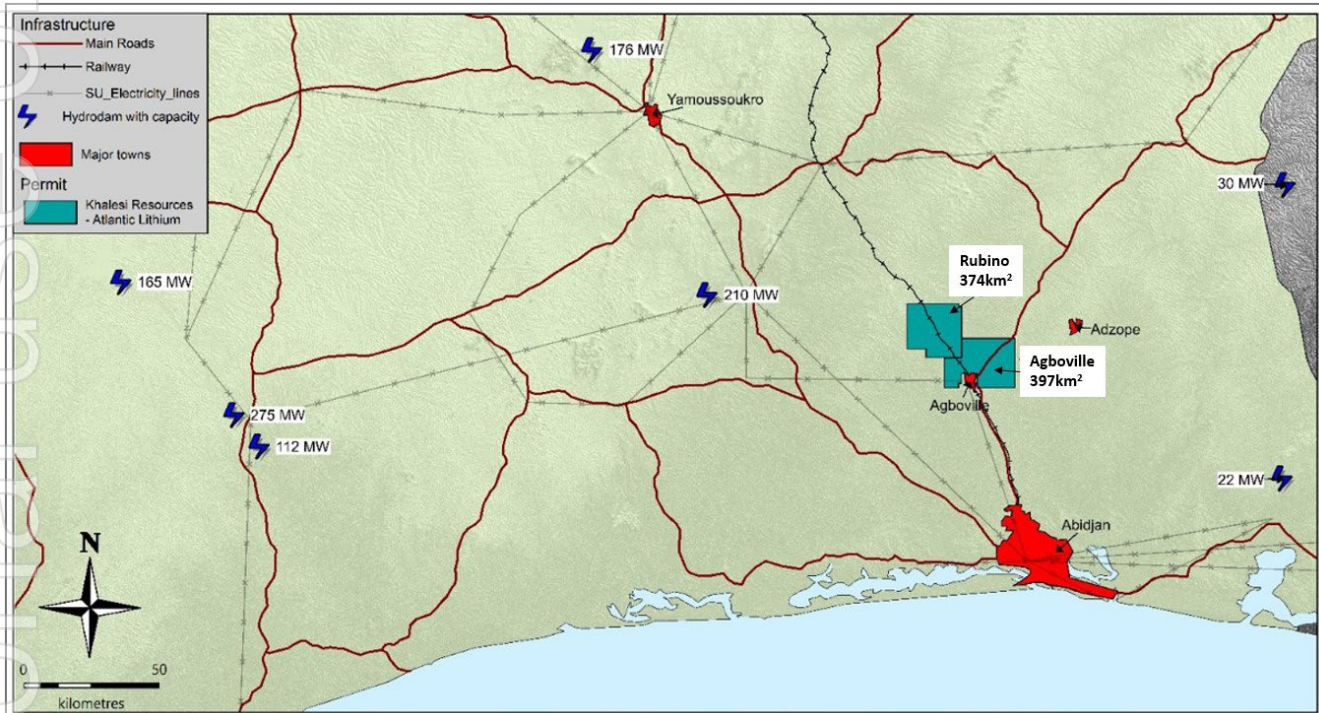 Infrastructure
Main Roads
Railway
SU_Electricity_lines
Hydrodam with capacity
Major towns
Permit
Khalesi Resources
- Atlantic Lithium
176 MW
Yamoussoukro
30 MW
165 MW
210 MW
Rubino
374km²
Adzope
Agboville
397km²
Agboville
275 MW
112 MW
22 MW
Abidjan
N
0 50
kilometres